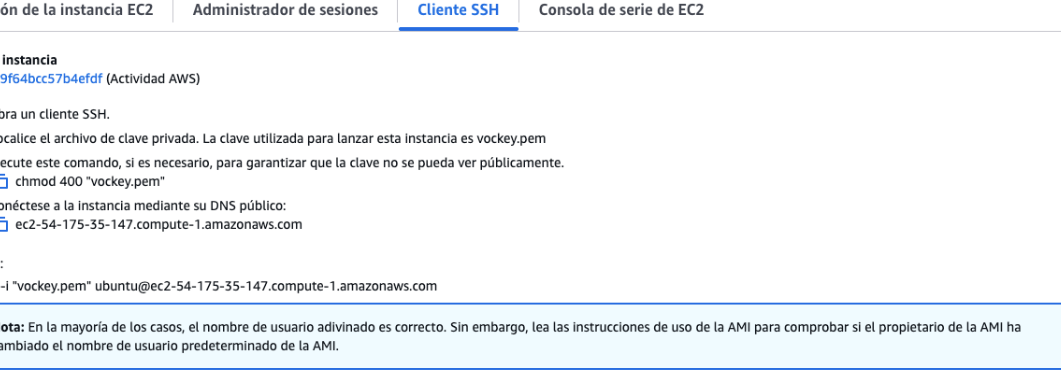 ón de la instancia EC2 Administrador de sesiones Cliente SSH Consola de serie de EC2
instancia
9f64bcc57b4efdf (Actividad AWS)
bra un cliente SSH.
ocalice el archivo de clave privada. La clave utilizada para lanzar esta instancia es vockey.pem
ecute este comando, si es necesario, para garantizar que la clave no se pueda ver públicamente.
chmod 400 "vockey.pem"
onéctese a la instancia mediante su DNS público:
ec2-54-175-35-147.compute-1.amazonaws.com
:
-i "vockey.pem" ubuntu@ec2-54-175-35-147.compute-1.amazonaws.com
ota: En la mayoría de los casos, el nombre de usuario adivinado es correcto. Sin embargo, lea las instrucciones de uso de la AMI para comprobar si el propietario de la AMI ha
ambiado el nombre de usuario predeterminado de la AMI.